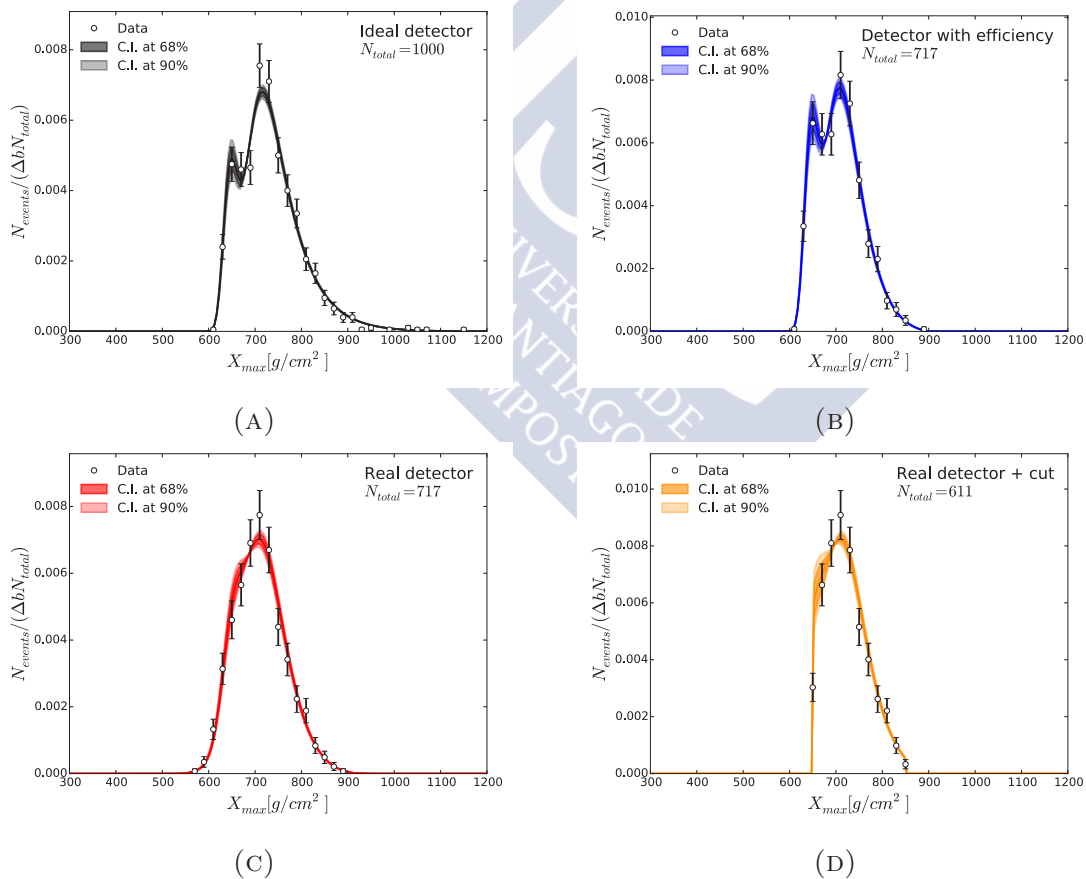 Data
C.I. at 68%
C.I. at 90%
Ideal detector
N_total=1000
0.008
0.006
0.004
0.002
0.000
N_events/(ΔbN_total)
300 400 500 600 700 800 900 1000 1100 1200
X_max[g/cm² ]
(A)
Data
C.I. at 68%
C.I. at 90%
Detector with efficiency
N_total=717
0.010
0.008
0.006
0.004
0.002
0.000
N_events/(ΔbN_total)
300 400 500 600 700 800 900 1000 1100 1200
X_max[g/cm² ]
(B)
Data
C.I. at 68%
C.I. at 90%
Real detector
N_total=717
0.008
0.006
0.004
0.002
0.000
N_events/(ΔbN_total)
300 400 500 600 700 800 900 1000 1100 1200
X_max[g/cm² ]
(C)
Data
C.I. at 68%
C.I. at 90%
Real detector + cut
N_total=611
0.010
0.008
0.006
0.004
0.002
0.000
N_events/(ΔbN_total)
300 400 500 600 700 800 900 1000 1100 1200
X_max[g/cm² ]
(D)